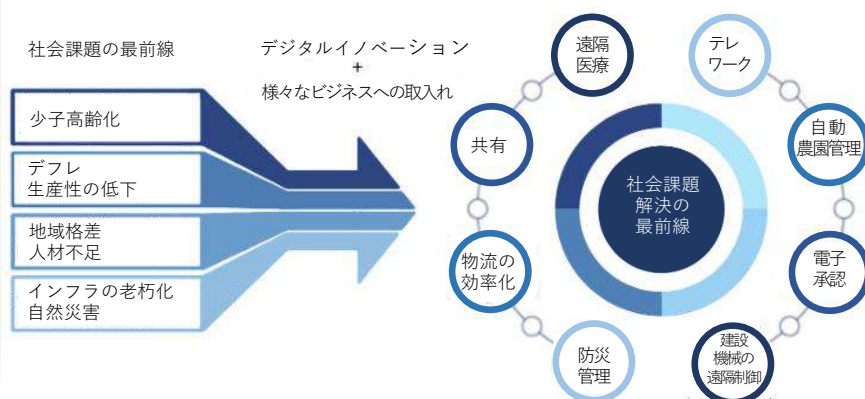 社会課題の最前線
デジタルイノベーション
+
様々なビジネスへの取入れ
少子高齢化
デフレ
生産性の低下
地域格差
人材不足
インフラの老朽化
自然災害
遠隔
医療
テレ
ワーク
共有
自動
農園管理
社会課題
解決の
最前線
物流の
効率化
電子
承認
防災
管理
建設
機械の
遠隔制御